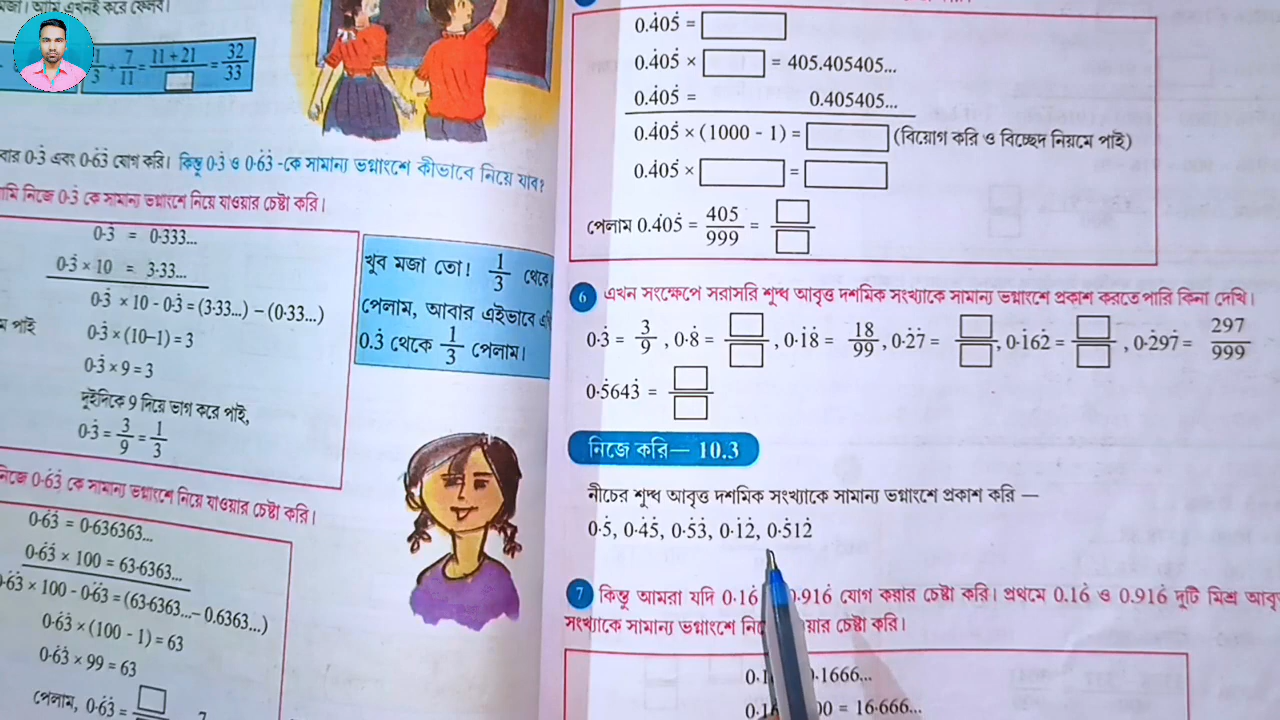 মজা। আমি এখনই করে ফেলব।
+ 7/11 = 11 + 21/□ = 32/33
0·3̇ এবং 0·6̇3̇ যোগ করি। কিন্তু 0·3̇ ও 0·6̇3̇ -কে সামান্য ভগ্নাংশে কীভাবে নিয়ে যাব?
নিজে 0·3̇ কে সামান্য ভগ্নাংশে নিয়ে যাওয়ার চেষ্টা করি।
0·3̇ = 0·333...
0·3̇ × 10 = 3·33...
0·3̇ × 10 - 0·3̇ = (3·33...) – (0·33...)
পাই 0·3̇ × (10–1) = 3
0·3̇ × 9 = 3
দুইদিকে 9 দিয়ে ভাগ করে পাই,
0·3̇ = 3/9 = 1/3
খুব মজা তো! 1/3 থেকে
পেলাম, আবার এইভাবে
0.3̇ থেকে 1/3 পেলাম।
নিজে 0·6̇3̇ কে সামান্য ভগ্নাংশে নিয়ে যাওয়ার চেষ্টা করি।
0·6̇3̇ = 0·636363...
0·6̇3̇ × 100 = 63·6363...
0·6̇3̇ × 100 - 0·6̇3̇ = (63·6363... – 0.6363...)
0·6̇3̇ × (100 - 1) = 63
0·6̇3̇ × 99 = 63
পেলাম, 0·6̇3̇ = □
0.4̇05̇ = □
0.4̇05̇ × □ = 405.405405...
0.4̇05̇ = 0.405405...
0.4̇05̇ × (1000 - 1) = □ (বিয়োগ করি ও বিচ্ছেদ নিয়মে পাই)
0.4̇05̇ × □ = □
পেলাম 0.4̇05̇ = 405/999 = □/□
6 এখন সংক্ষেপে সরাসরি শুদ্ধ আবৃত্ত দশমিক সংখ্যাকে সামান্য ভগ্নাংশে প্রকাশ করতে পারি কিনা দেখি।
0·3̇ = 3/9 , 0·8̇ = □/□ , 0·1̇8̇ = 18/99 , 0·2̇7̇ = □/□ , 0·1̇62̇ = □/□ , 0·2̇97̇ = 297/999
0·5̇643̇ = □/□
নিজে করি— 10.3
নীচের শুদ্ধ আবৃত্ত দশমিক সংখ্যাকে সামান্য ভগ্নাংশে প্রকাশ করি —
0·5̇, 0·4̇5̇, 0·5̇3̇, 0·1̇2̇, 0·5̇12̇
7 কিন্তু আমরা যদি 0·16̇ 0·916̇ যোগ করার চেষ্টা করি। প্রথমে 0.16̇ ও 0.916̇ দুটি মিশ্র
সংখ্যাকে সামান্য ভগ্নাংশে চেষ্টা করি।
0·1666...
= 16·666...